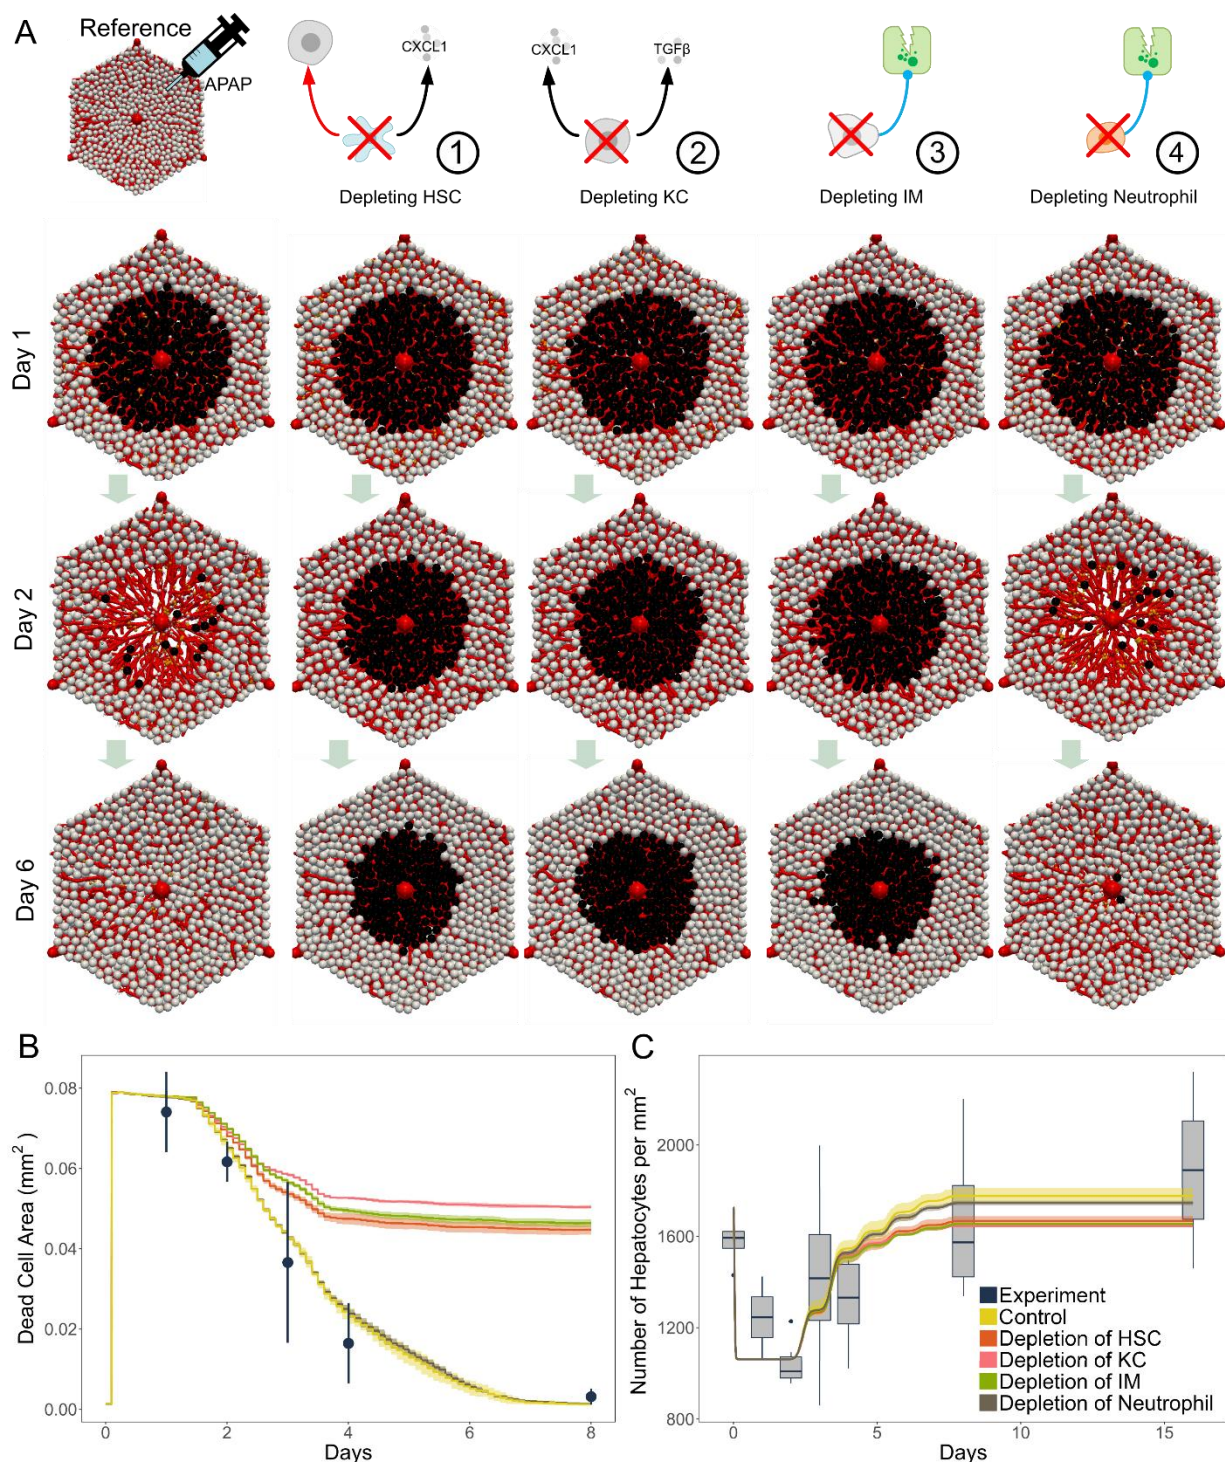 A
Reference
APAP
CXCL1
1
Depleting HSC
CXCL1
TGFβ
2
Depleting KC
3
Depleting IM
4
Depleting Neutrophil
Day 1
Day 2
Day 6
B
Dead Cell Area (mm²)
0.08
0.06
0.04
0.02
0.00
0
2
4
6
8
Days
C
Number of Hepatocytes per mm²
2000
1600
1200
800
0
5
10
15
Days
Experiment
Control
Depletion of HSC
Depletion of KC
Depletion of IM
Depletion of Neutrophil